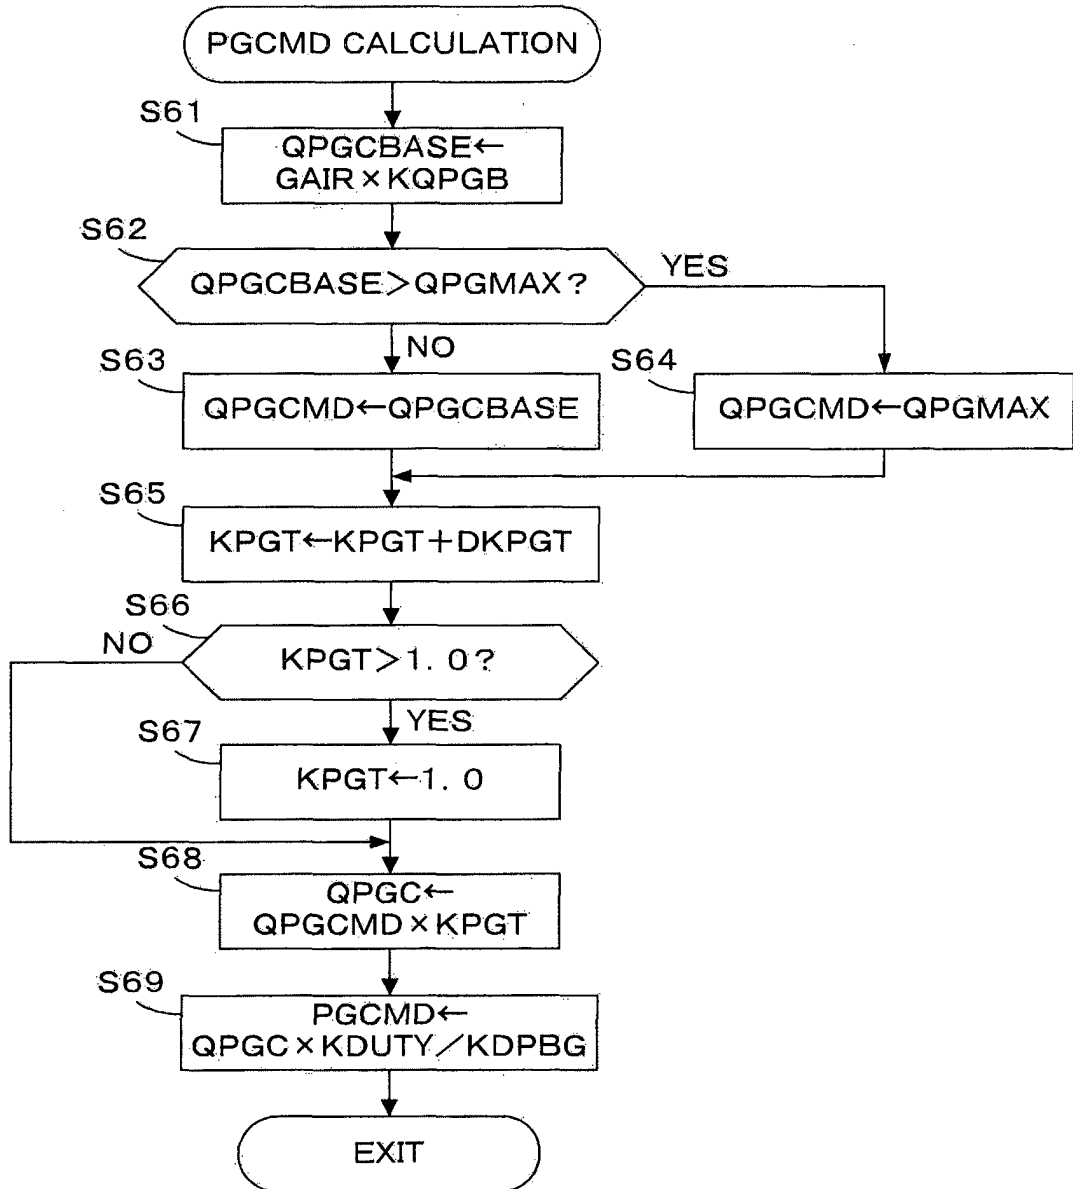 PGCMD CALCULATION
S61
QPGCBASE←
GAIR×KQPGB
S62
QPGCBASE>QPGMAX?
YES
NO
S63
QPGCMD←QPGCBASE
S64
QPGCMD←QPGMAX
S65
KPGT←KPGT+DKPGT
S66
NO
KPGT>1.0?
YES
S67
KPGT←1.0
S68
QPGC←
QPGCMD×KPGT
S69
PGCMD←
QPGC×KDUTY/KDPBG
EXIT